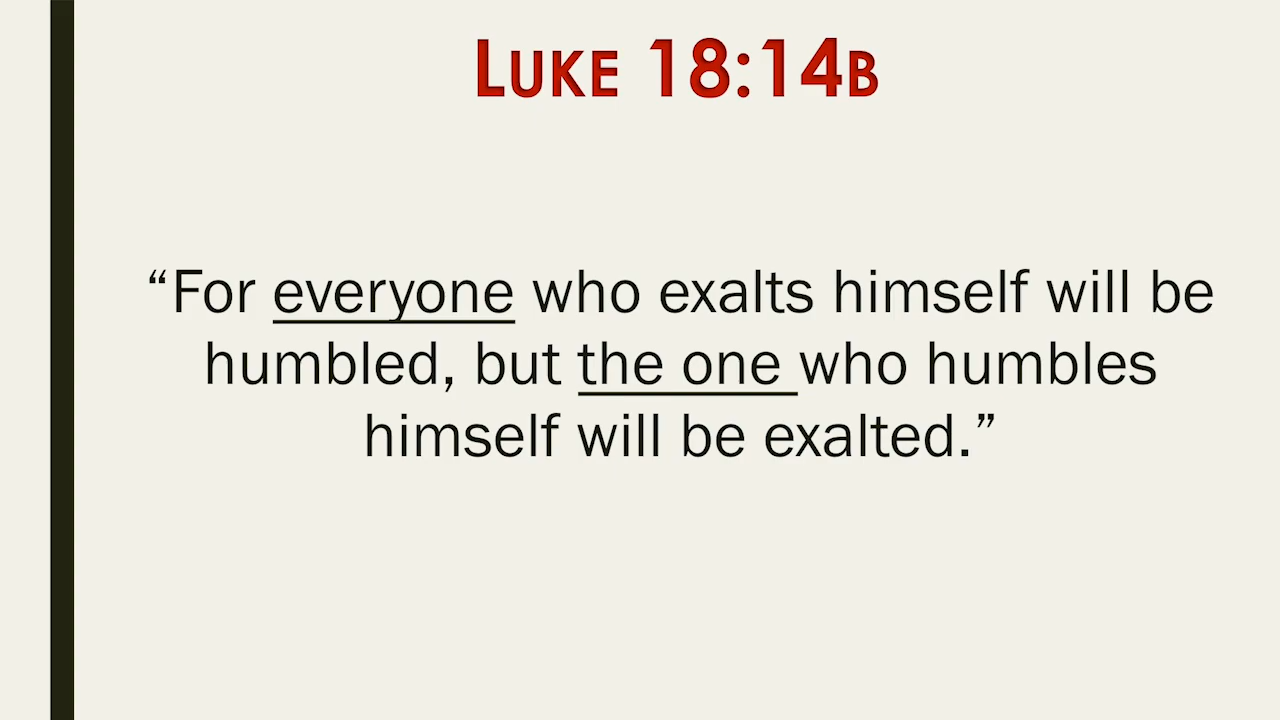 Luke 18:14b
“For everyone who exalts himself will be
humbled, but the one who humbles
himself will be exalted.”